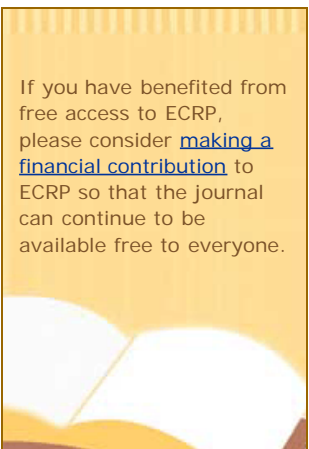 If you have benefited from
free access to ECRP,
please consider making a
financial contribution to
ECRP so that the journal
can continue to be
available free to everyone.